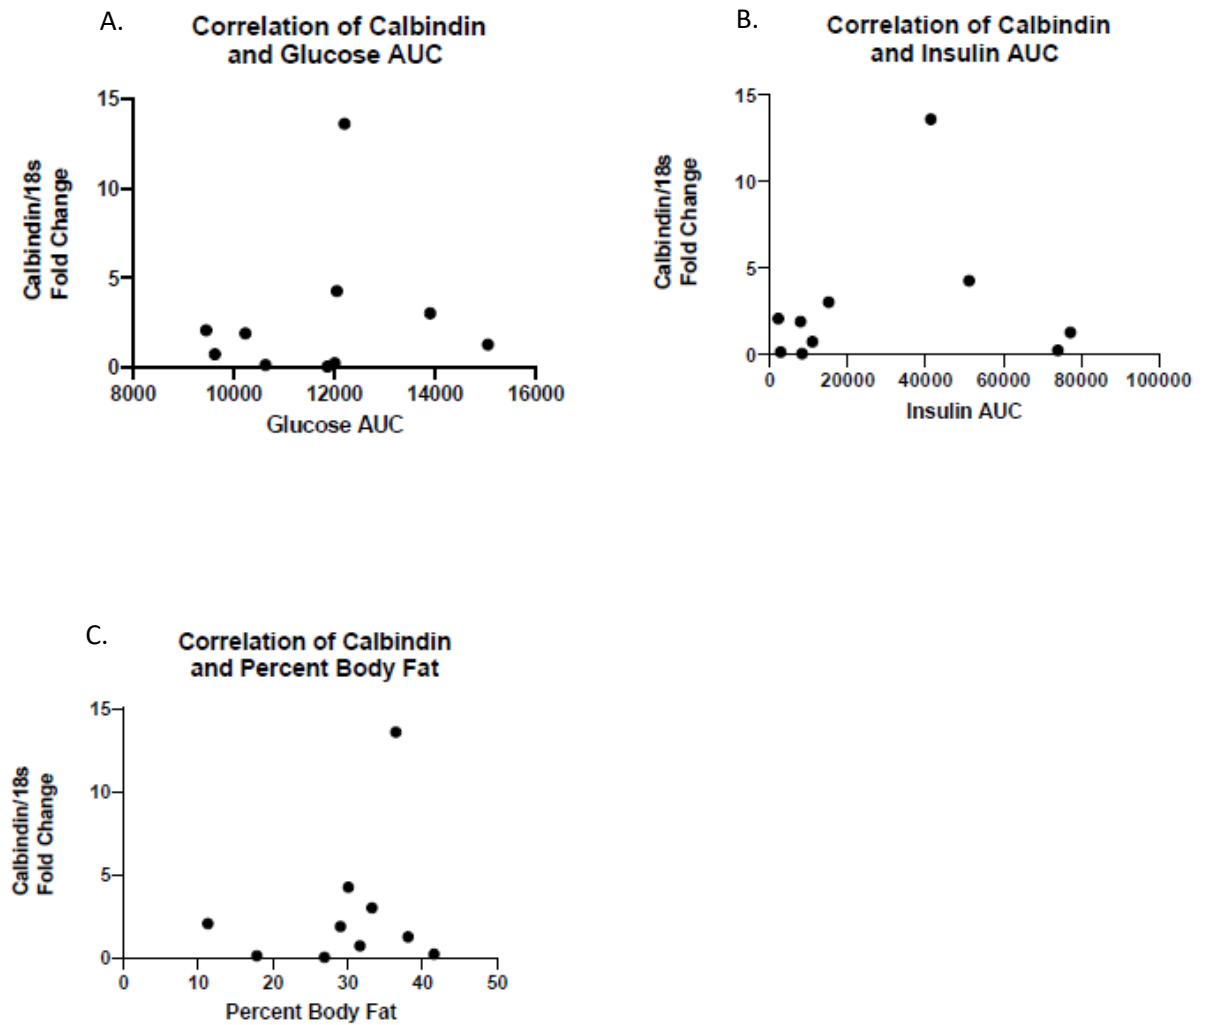 A.
Correlation of Calbindin
and Glucose AUC
Calbindin/18s
Fold Change
15
10
5
0
8000 10000 12000 14000 16000
Glucose AUC
B.
Correlation of Calbindin
and Insulin AUC
Calbindin/18s
Fold Change
15
10
5
0
0 20000 40000 60000 80000 100000
Insulin AUC
C.
Correlation of Calbindin
and Percent Body Fat
Calbindin/18s
Fold Change
15
10
5
0
0 10 20 30 40 50
Percent Body Fat